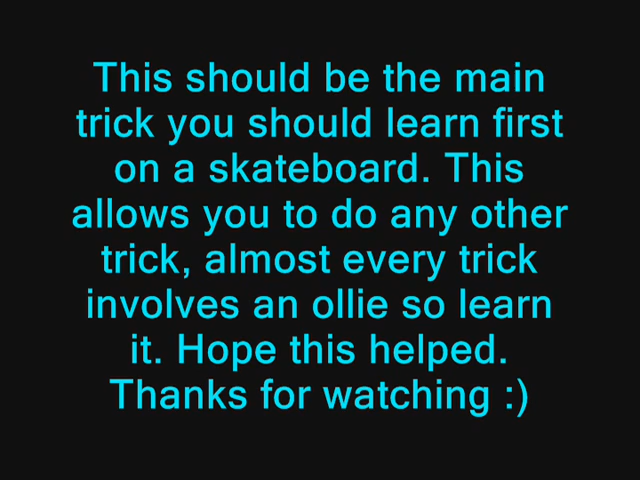 This should be the main
trick you should learn first
on a skateboard. This
allows you to do any other
trick, almost every trick
involves an ollie so learn
it. Hope this helped.
Thanks for watching :)